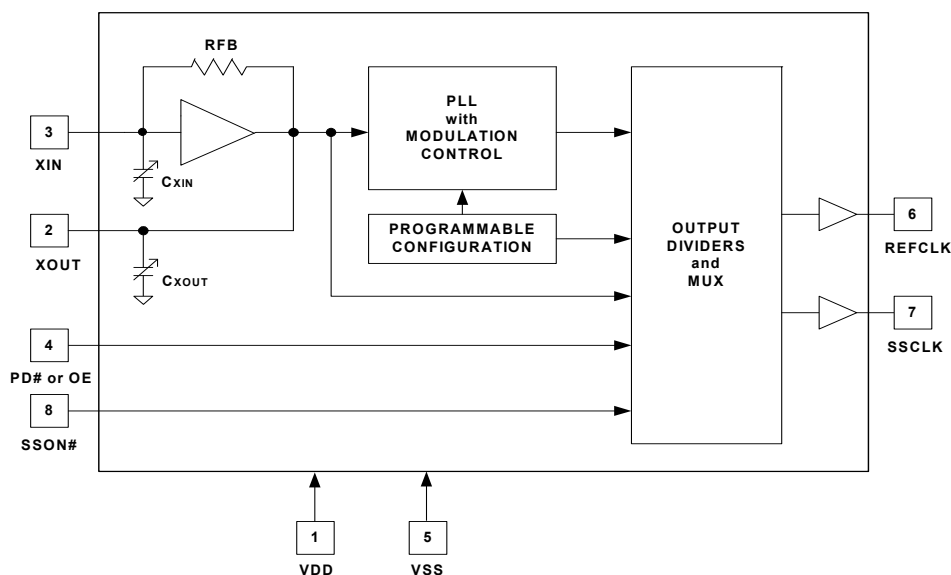 RFB
3
XIN
CXIN
2
XOUT
CXOUT
4
PD# or OE
8
SSON#
PLL
with
MODULATION
CONTROL
PROGRAMMABLE
CONFIGURATION
OUTPUT
DIVIDERS
and
MUX
6
REFCLK
7
SSCLK
1
VDD
5
VSS